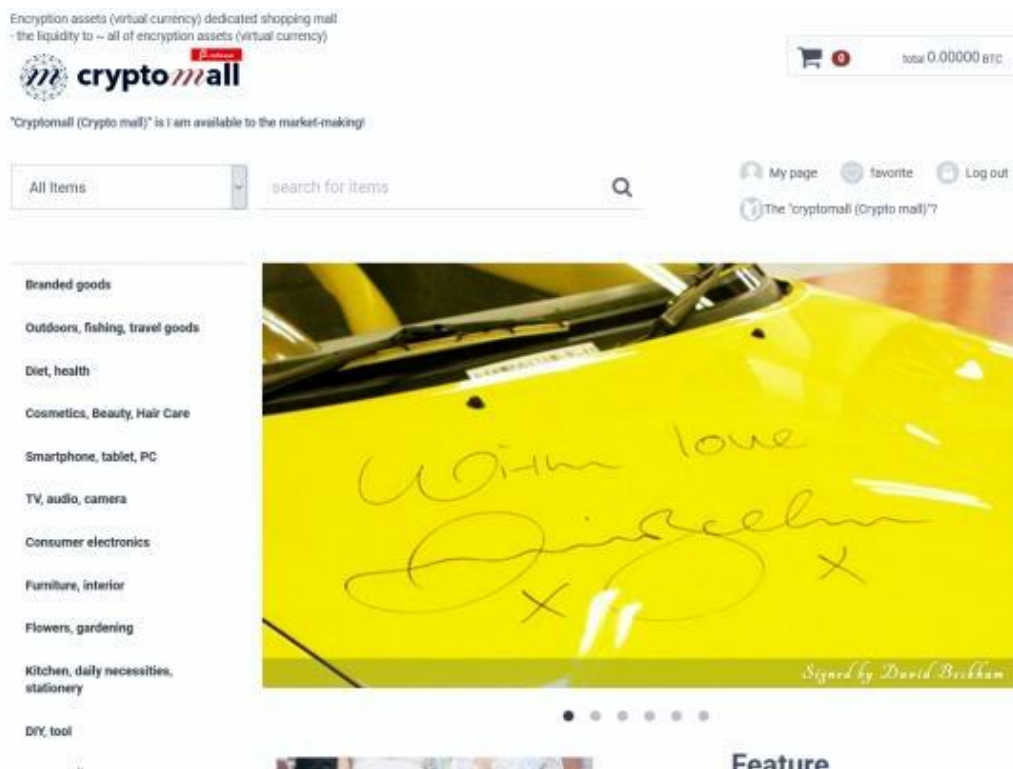 Encryption assets (virtual currency) dedicated shopping mall
- the liquidity to ~ all of encryption assets (virtual currency)
cryptomall
0
total 0.00000 BTC
"Cryptomall (Crypto mall)" is I am available to the market-making!
All Items
search for items
My page
favorite
Log out
The "cryptomall (Crypto mall)"?
Branded goods
Outdoors, fishing, travel goods
Diet, health
Cosmetics, Beauty, Hair Care
Smartphone, tablet, PC
TV, audio, camera
Consumer electronics
Furniture, interior
Flowers, gardening
Kitchen, daily necessities,
stationery
DIY, tool
With love
David Beckham
x x
Signed by David Beckham
Feature